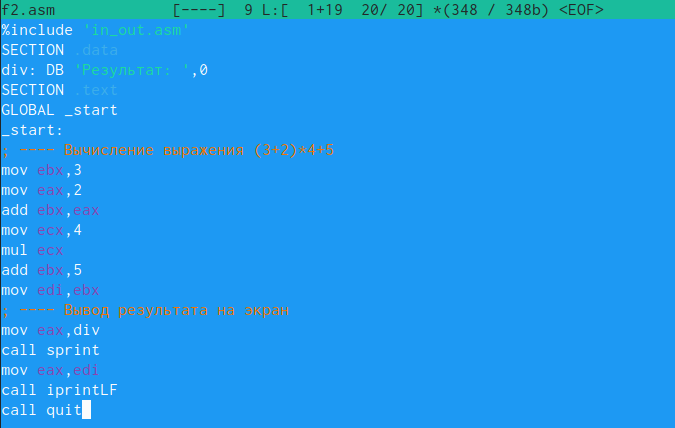 f2.asm [----] 9 L:[ 1+19 20/ 20] *(348 / 348b) <EOF>
%include 'in_out.asm'
SECTION .data
div: DB 'Результат: ',0
SECTION .text
GLOBAL _start
_start:
; ---- Вычисление выражения (3+2)*4+5
mov ebx,3
mov eax,2
add ebx,eax
mov ecx,4
mul ecx
add ebx,5
mov edi,ebx
; ---- Вывод результата на экран
mov eax,div
call sprint
mov eax,edi
call iprintLF
call quit